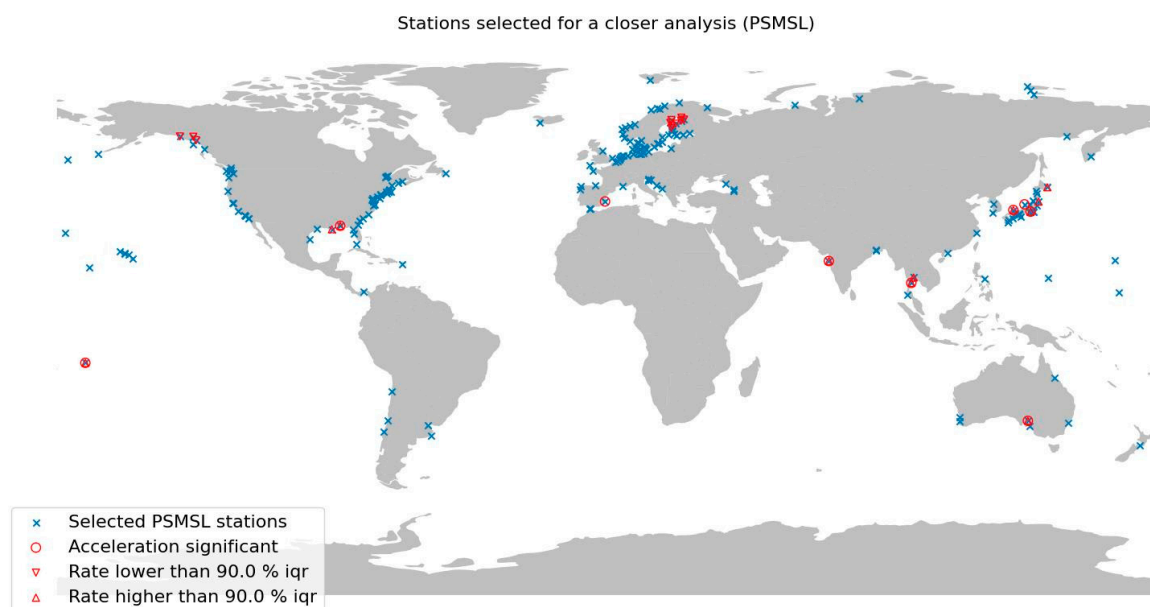 Stations selected for a closer analysis (PSMSL)
Selected PSMSL stations
Acceleration significant
Rate lower than 90.0 % iqr
Rate higher than 90.0 % iqr